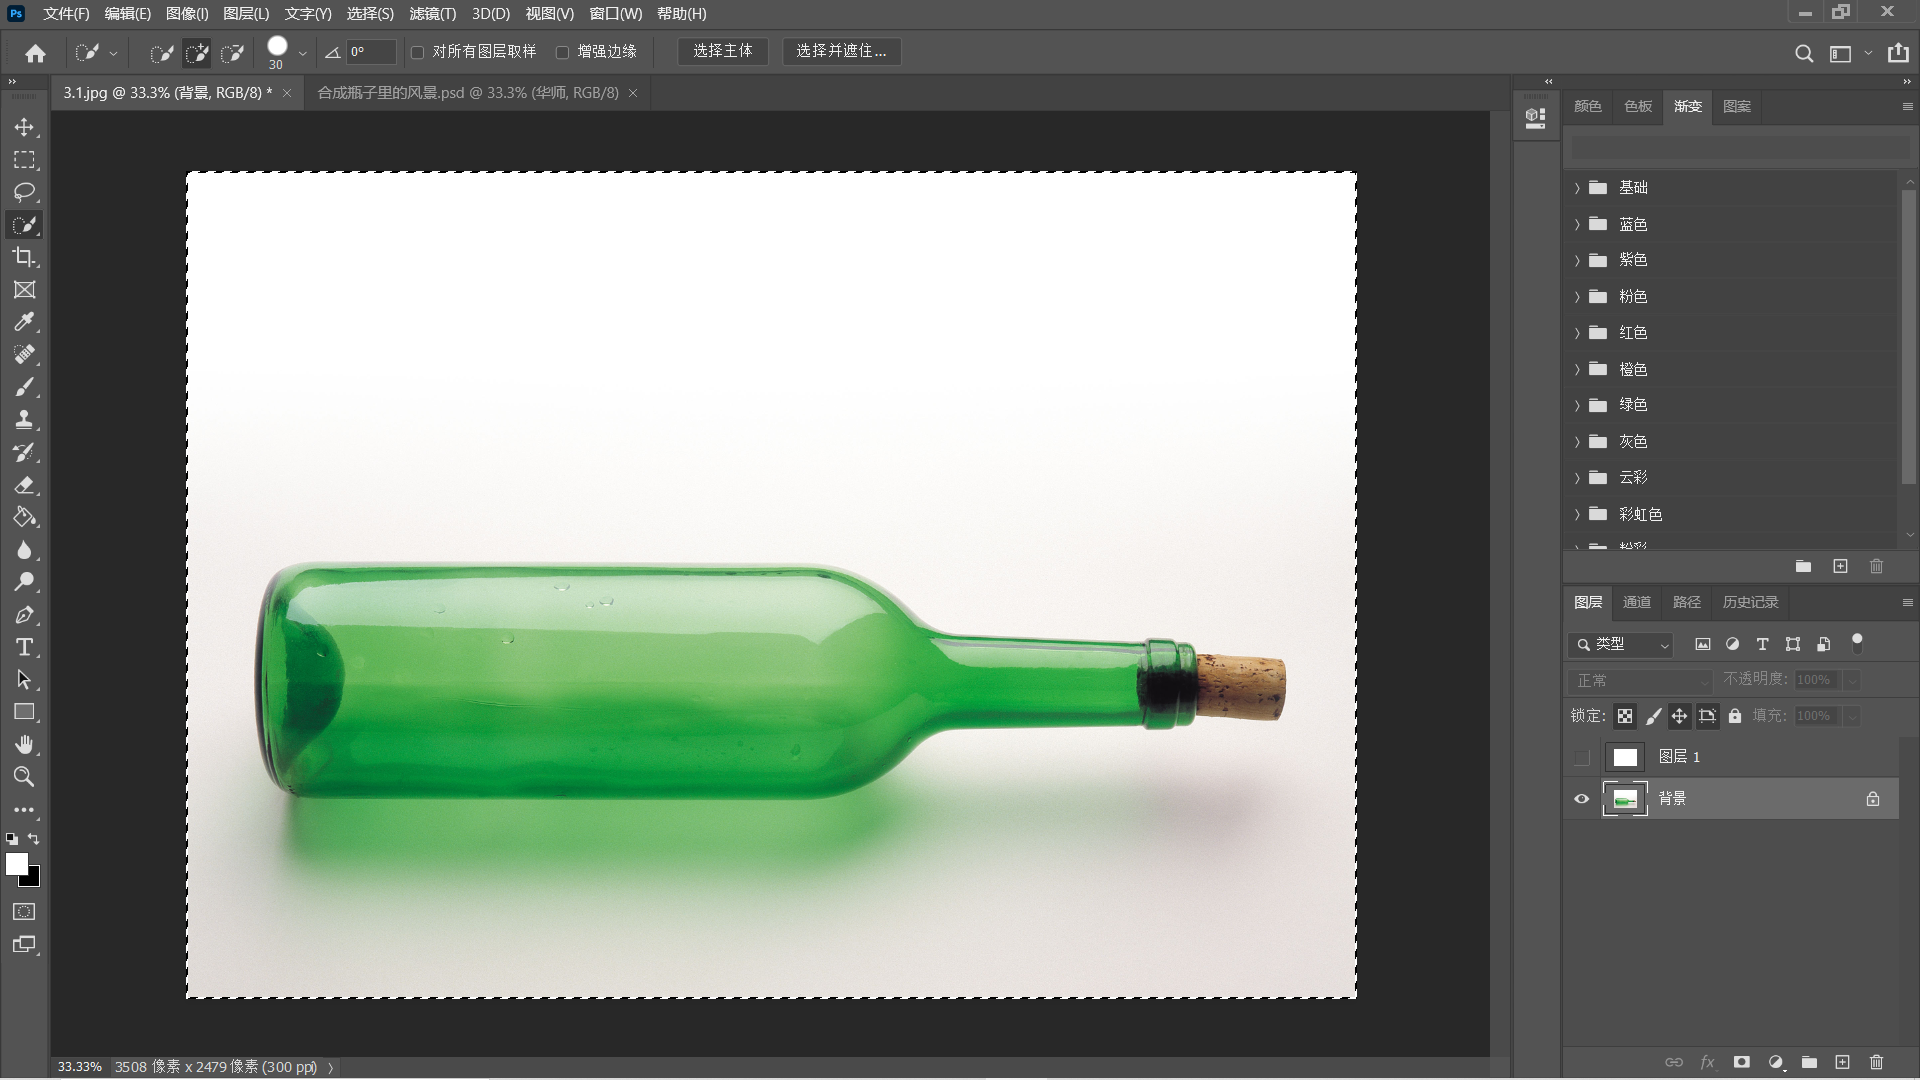 Ps 文件(F) 编辑(E) 图像(I) 图层(L) 文字(Y) 选择(S) 滤镜(T) 3D(D) 视图(V) 窗口(W) 帮助(H)
30 0° 对所有图层取样 增强边缘 选择主体 选择并遮住...
3.1.jpg @ 33.3% (背景, RGB/8) * × 合成瓶子里的风景.psd @ 33.3% (华师, RGB/8) ×
颜色 色板 渐变 图案
基础
蓝色
紫色
粉色
红色
橙色
绿色
灰色
云彩
彩虹色
粉彩
图层 通道 路径 历史记录
类型
正常 不透明度: 100%
锁定: 填充: 100%
图层 1
背景
fx
33.33% 3508 像素 x 2479 像素 (300 ppi)